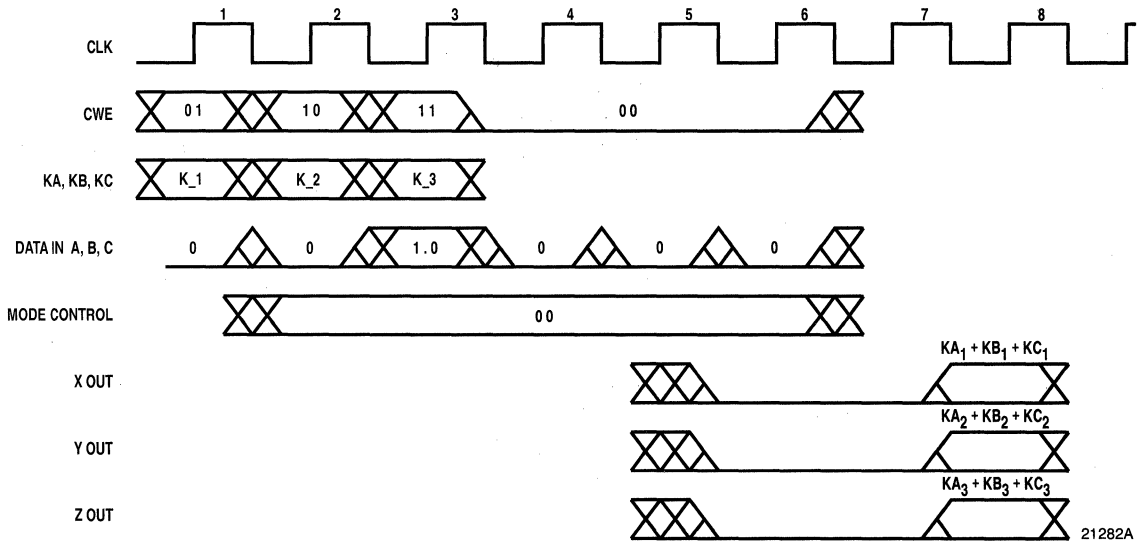 1 2 3 4 5 6 7 8
CLK
CWE 01 10 11 00
KA, KB, KC K_1 K_2 K_3
DATA IN A, B, C 0 0 1.0 0 0 0
MODE CONTROL 00
KA1 + KB1 + KC1
X OUT
KA2 + KB2 + KC2
Y OUT
KA3 + KB3 + KC3
Z OUT
21282A